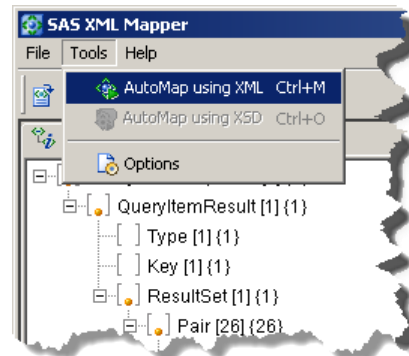 SAS XML Mapper
File Tools Help
AutoMap using XML Ctrl+M
AutoMap using XSD Ctrl+O
Options
QueryItemResult [1] {1}
Type [1] {1}
Key [1] {1}
ResultSet [1] {1}
Pair [26] {26}